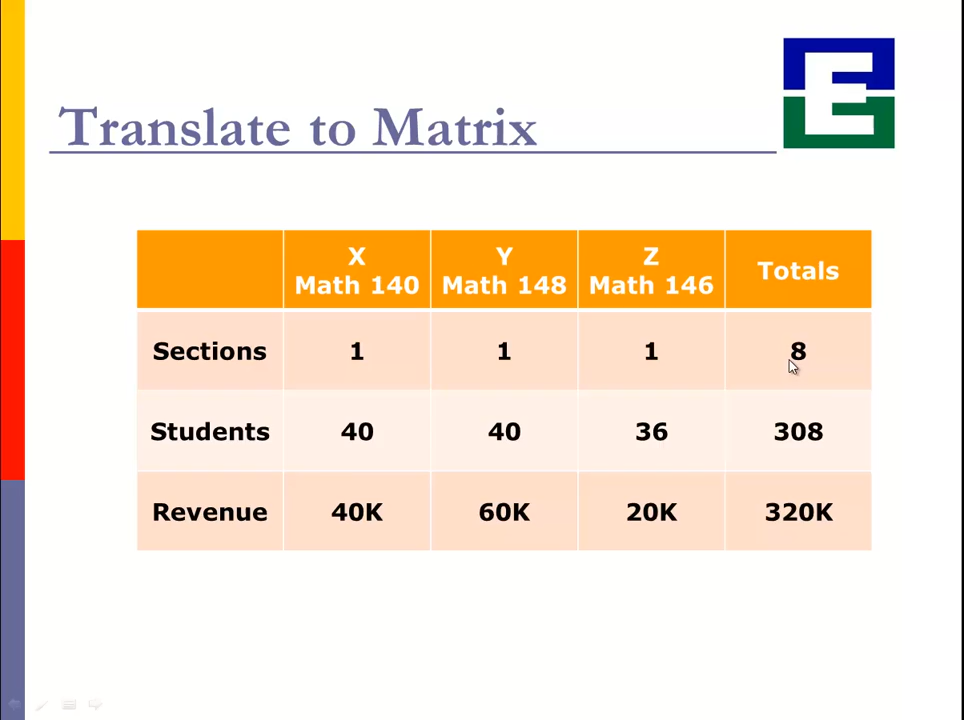 E
Translate to Matrix
X Y Z Totals
Math 140 Math 148 Math 146
Sections 1 1 1 8
Students 40 40 36 308
Revenue 40K 60K 20K 320K